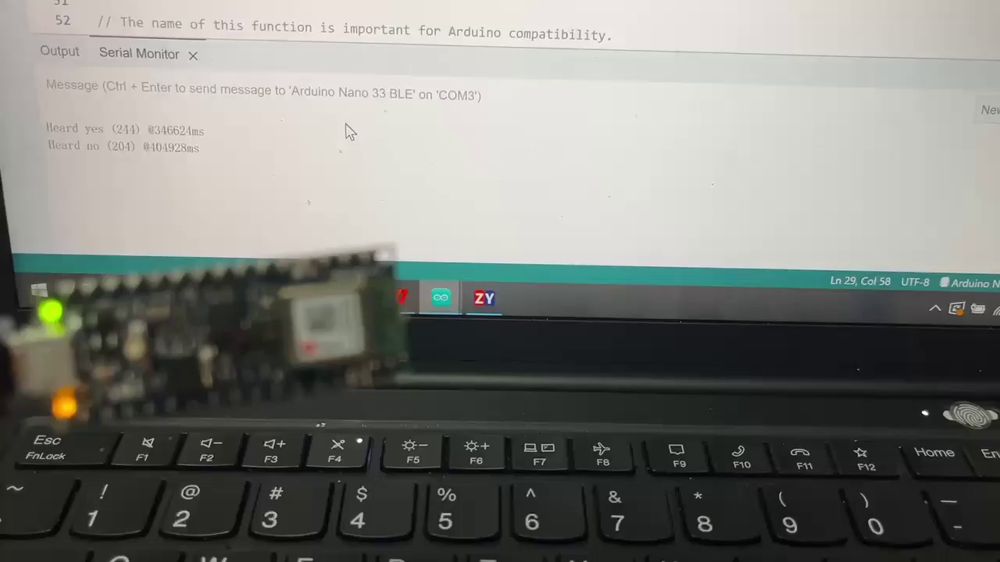 52 // The name of this function is important for Arduino compatibility.
Output Serial Monitor
Message (Ctrl + Enter to send message to 'Arduino Nano 33 BLE' on 'COM3')
Heard yes (244) @346624ms
Heard no (204) @404928ms
Ln 29, Col 58 UTF-8 Arduino N
ZY
Esc
FnLock
F1 F2 F3 F4 F5 F6 F7 F8 F9 F10 F11 F12
Home
~ ! @ # $ % ^ & * ( ) —
1 2 3 4 5 6 7 8 9 0 -